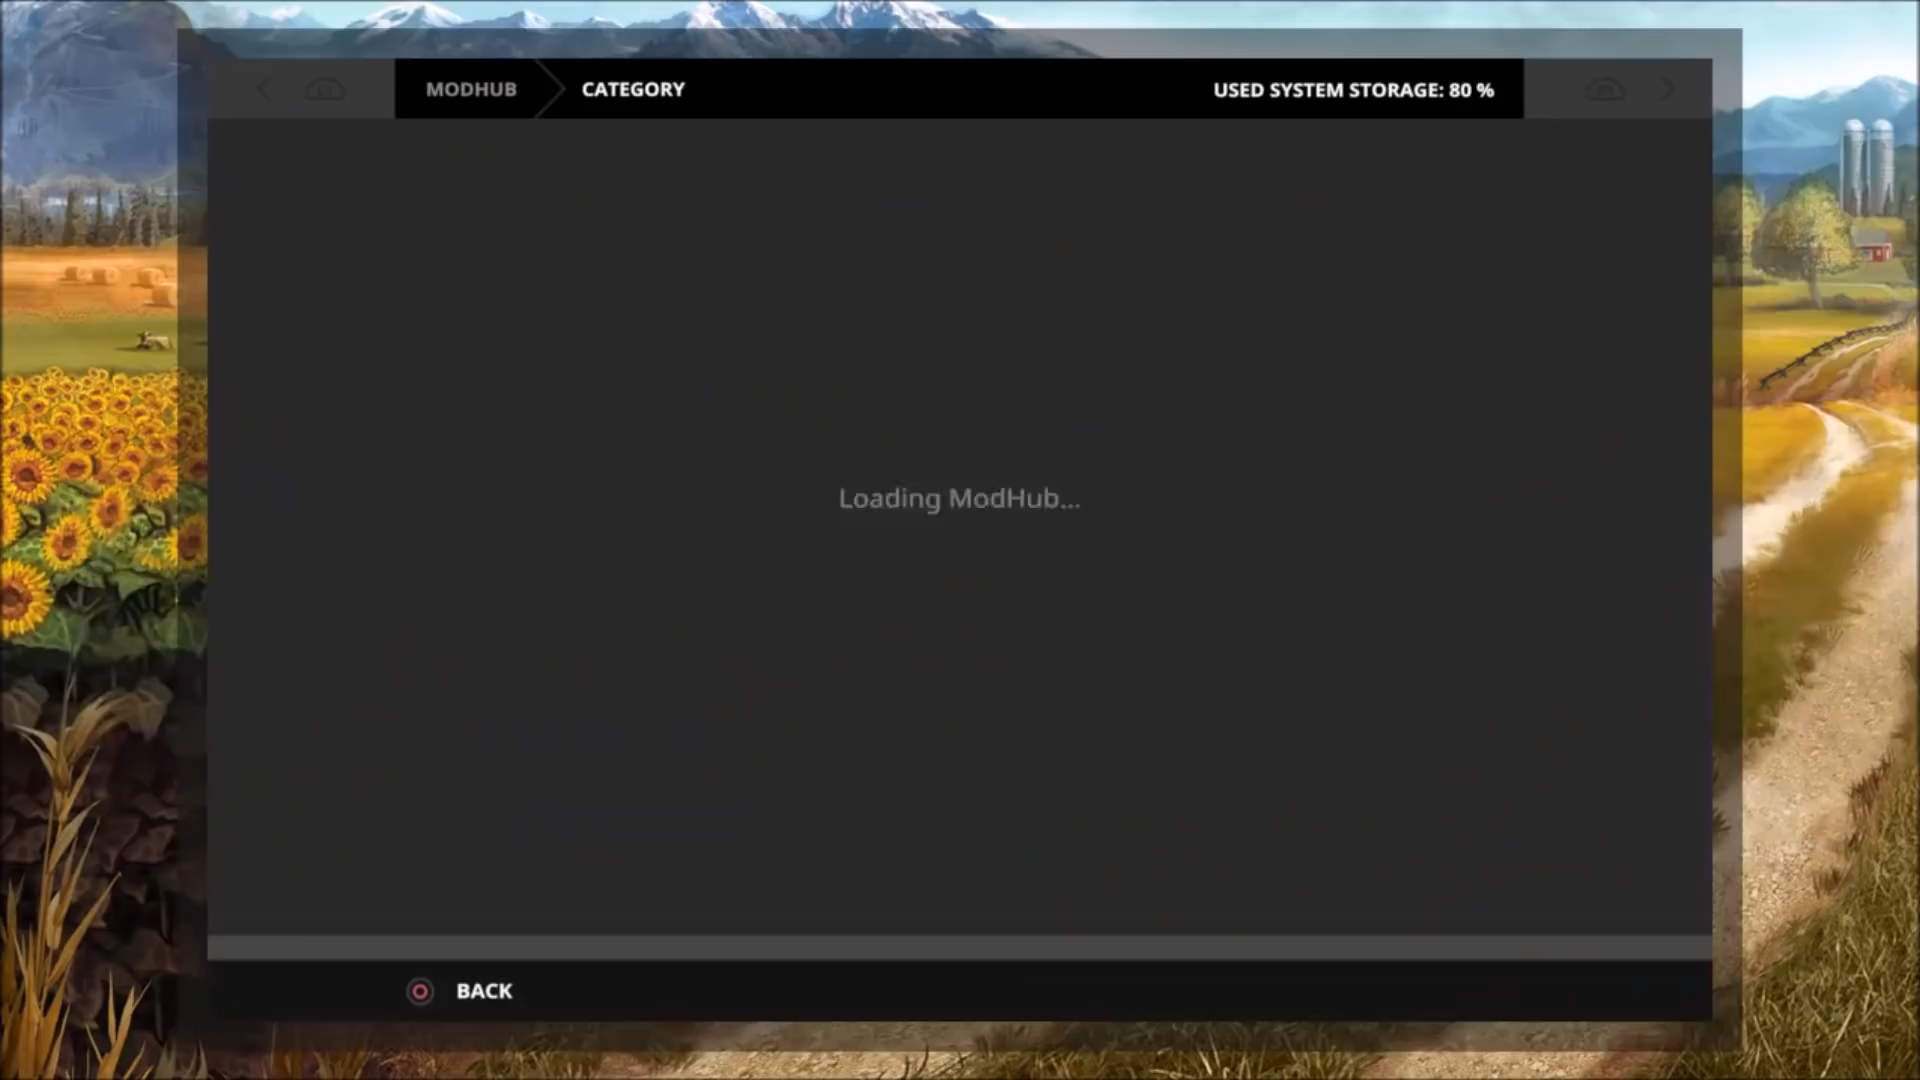 MODHUB
CATEGORY
USED SYSTEM STORAGE: 80 %
Loading ModHub...
BACK